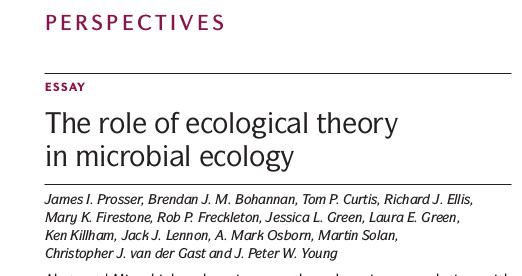 PERSPECTIVES
ESSAY
The role of ecological theory
in microbial ecology
James I. Prosser, Brendan J. M. Bohannan, Tom P. Curtis, Richard J. Ellis,
Mary K. Firestone, Rob P. Freckleton, Jessica L. Green, Laura E. Green,
Ken Killham, Jack J. Lennon, A. Mark Osborn, Martin Solan,
Christopher J. van der Gast and J. Peter W. Young